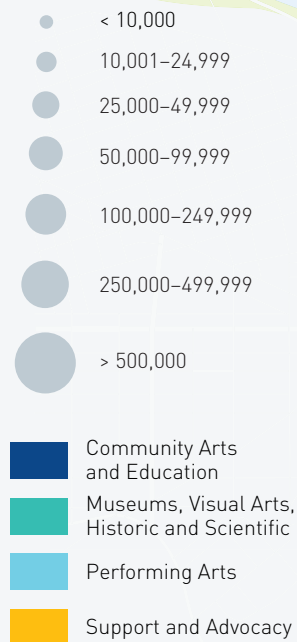 < 10,000
10,001–24,999
25,000–49,999
50,000–99,999
100,000–249,999
250,000–499,999
> 500,000
Community Arts
and Education
Museums, Visual Arts,
Historic and Scientific
Performing Arts
Support and Advocacy